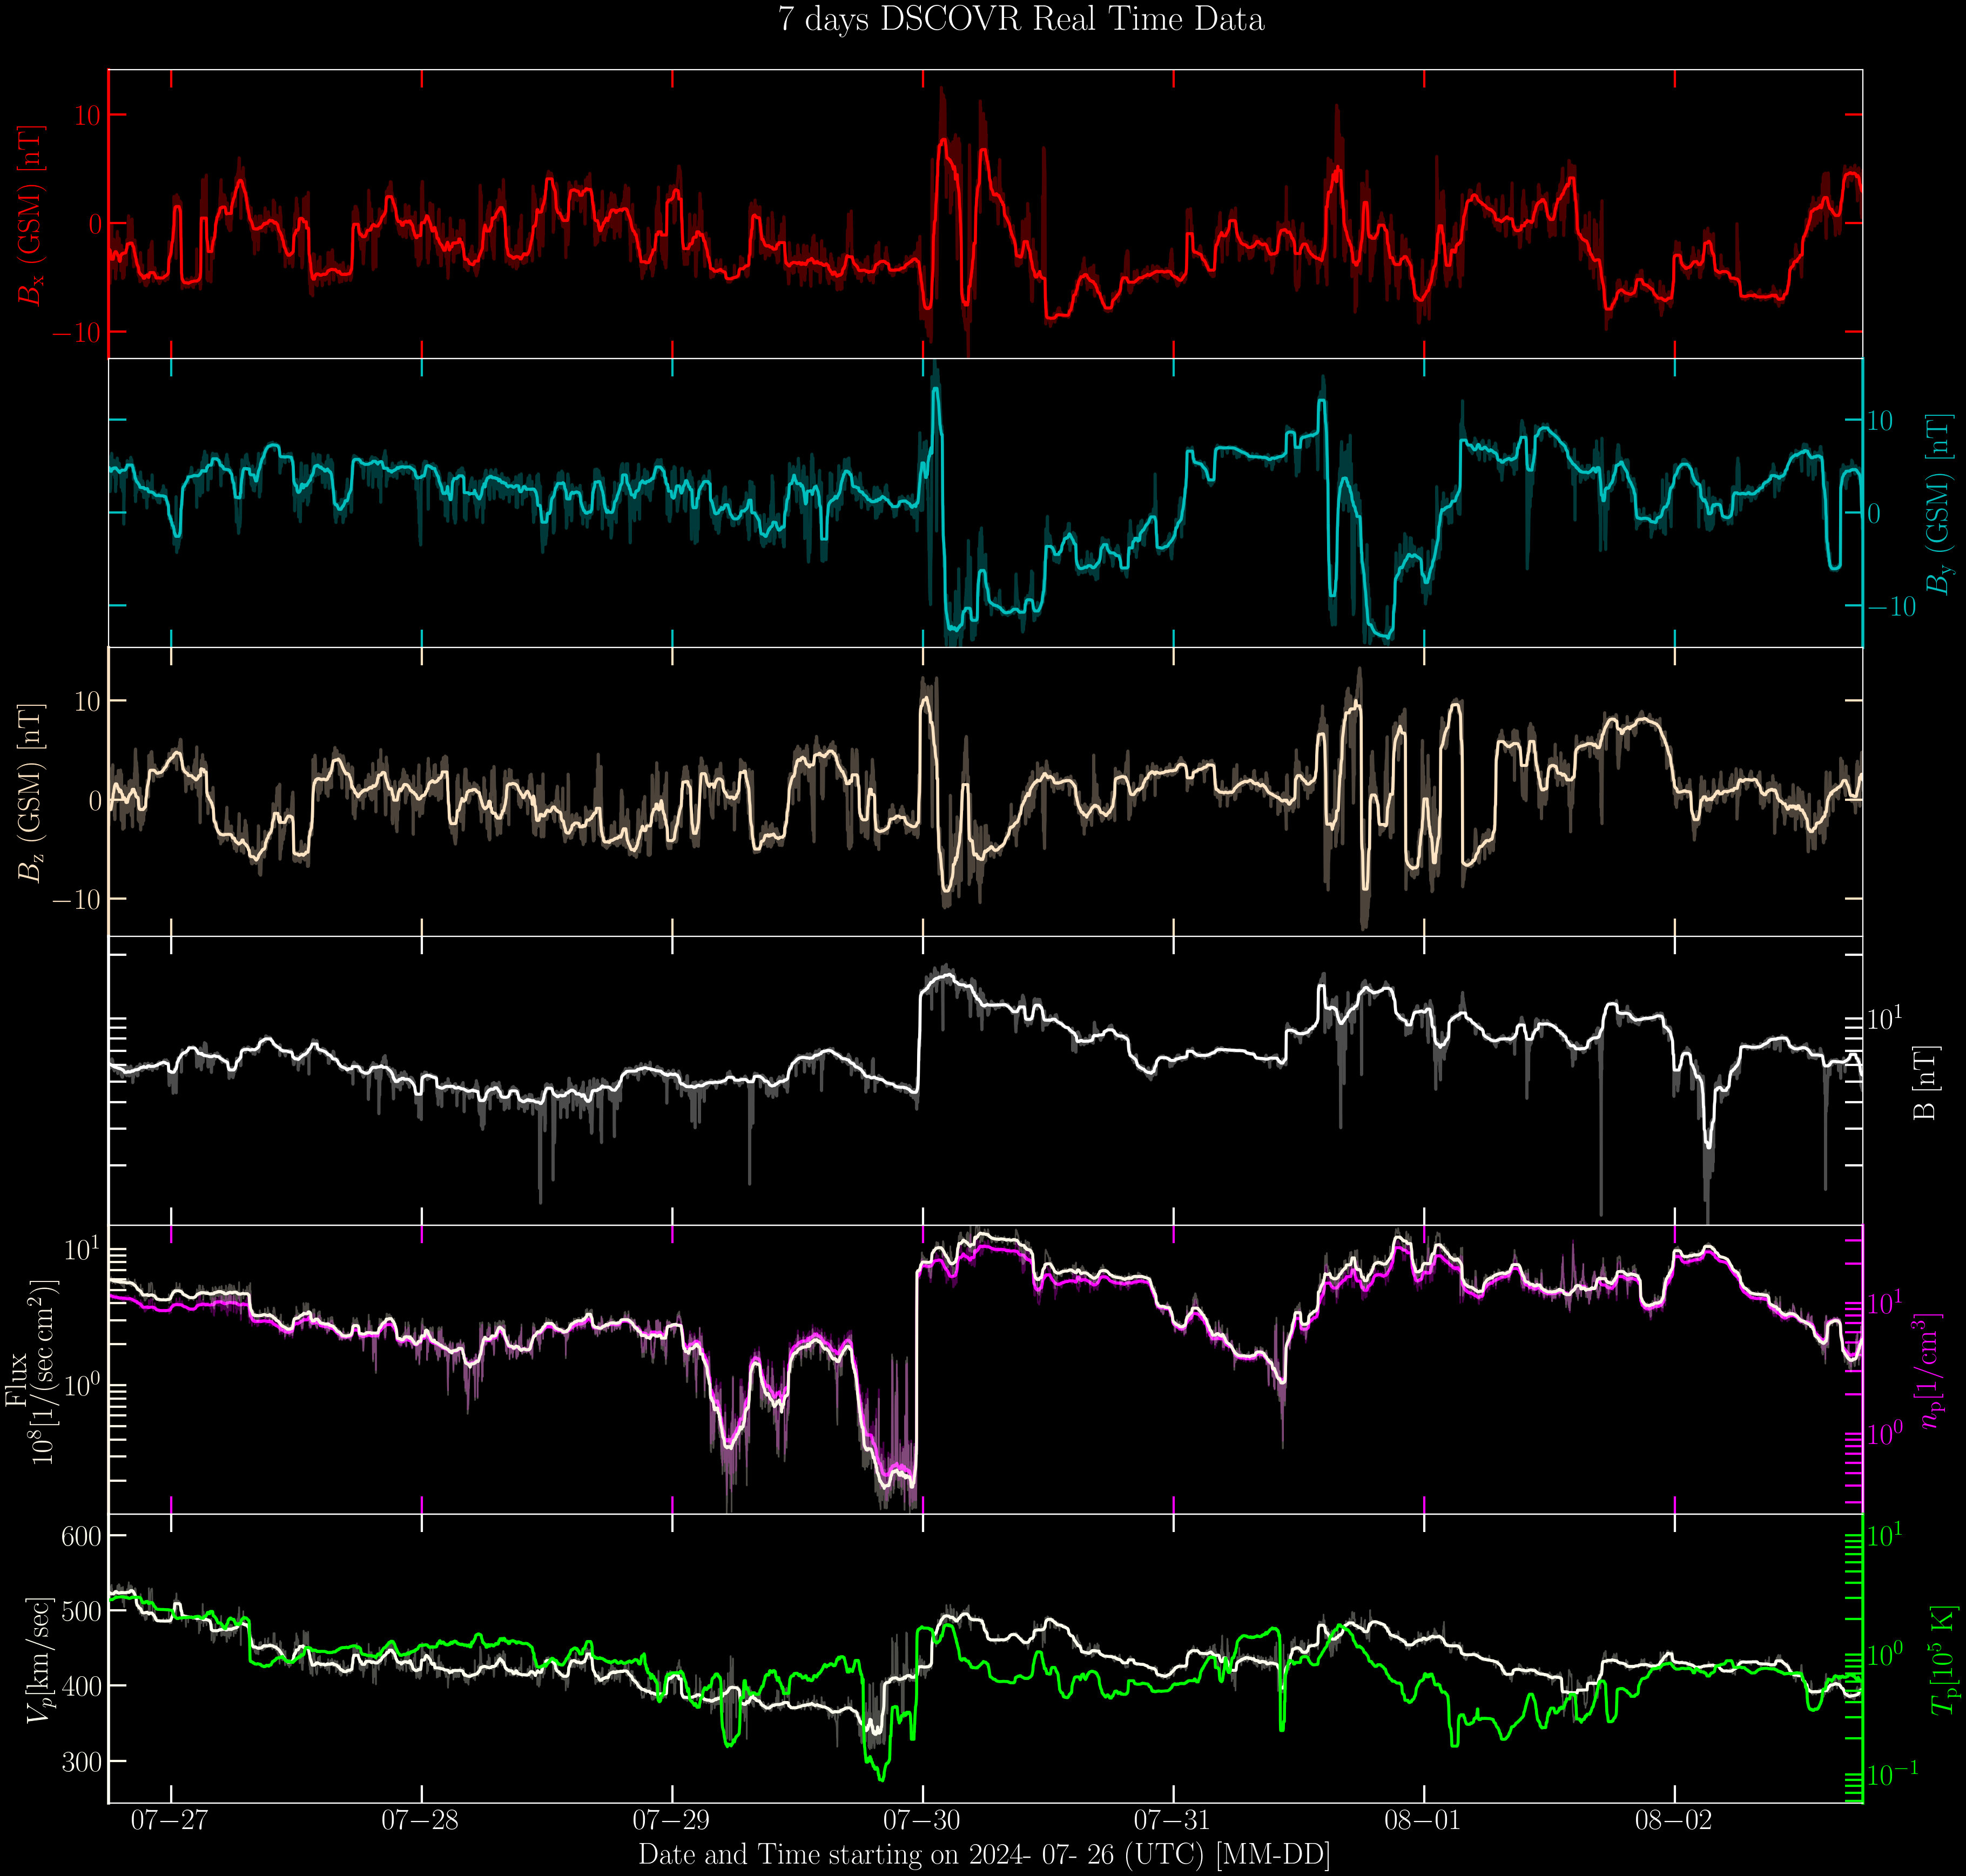 7 days DSCOVR Real Time Data
10
0
−10
Bx (GSM) [nT]
10
0
−10
By (GSM) [nT]
10
0
−10
Bz (GSM) [nT]
10¹
B [nT]
10¹
10⁰
Flux
10⁸[1/(sec cm²)]
10¹
10⁰
np[1/cm³]
600
500
400
300
Vp[km/sec]
10¹
10⁰
10⁻¹
Tp[10⁵ K]
07−27 07−28 07−29 07−30 07−31 08−01 08−02
Date and Time starting on 2024- 07- 26 (UTC) [MM-DD]